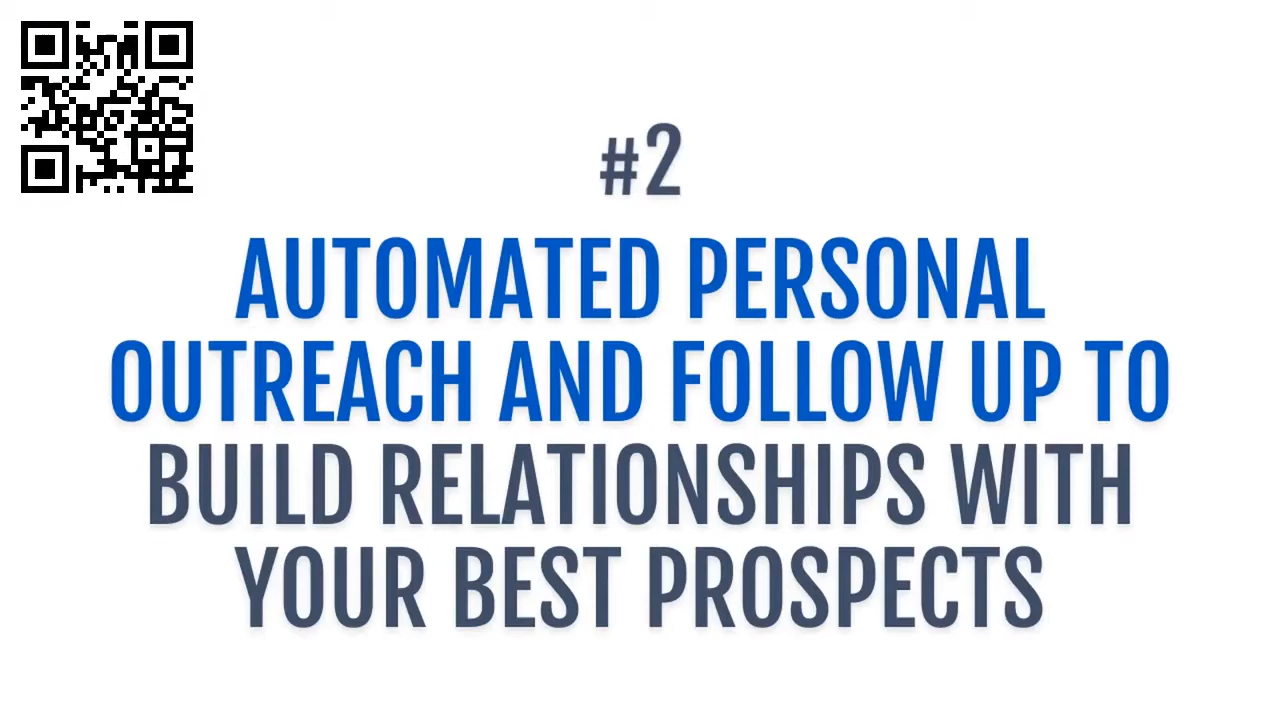 #2
AUTOMATED PERSONAL
OUTREACH AND FOLLOW UP TO
BUILD RELATIONSHIPS WITH
YOUR BEST PROSPECTS